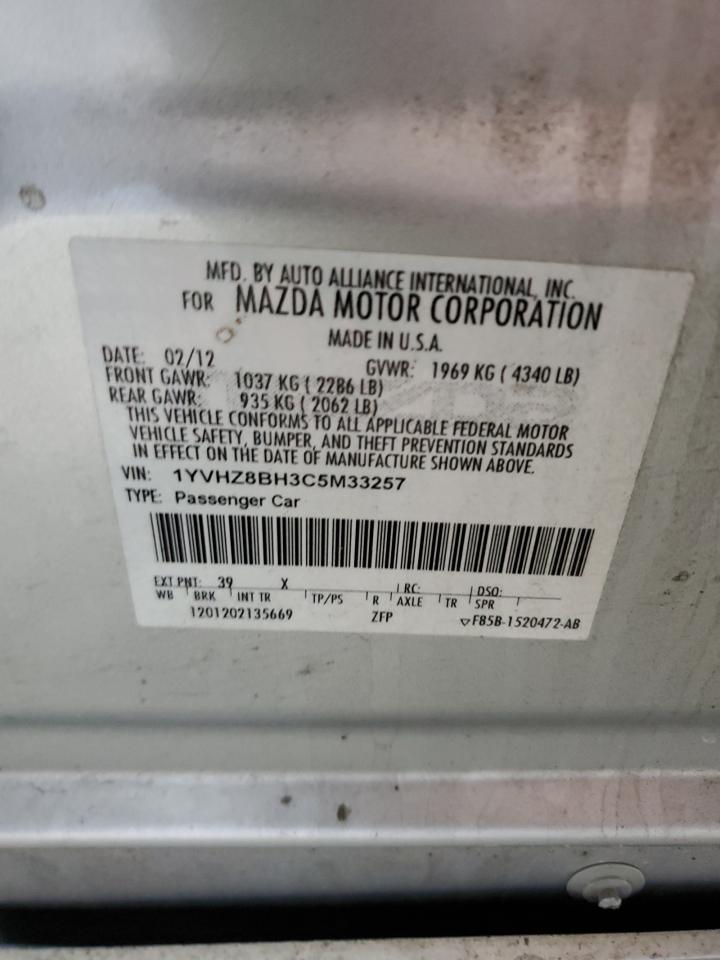 MFD. BY AUTO ALLIANCE INTERNATIONAL, INC.
FOR MAZDA MOTOR CORPORATION
MADE IN U.S.A.
DATE: 02/12 GVWR: 1969 KG ( 4340 LB)
FRONT GAWR: 1037 KG ( 2286 LB)
REAR GAWR: 935 KG ( 2062 LB)
THIS VEHICLE CONFORMS TO ALL APPLICABLE FEDERAL MOTOR
VEHICLE SAFETY, BUMPER, AND THEFT PREVENTION STANDARDS
IN EFFECT ON THE DATE OF MANUFACTURE SHOWN ABOVE.
VIN: 1YVHZ8BH3C5M33257
TYPE: Passenger Car
EXT PNT: 39 X RC: DSO:
WB BRK INT TR TP/PS R AXLE TR SPR
1201202135669 ZFP ▽F85B-1520472-AB